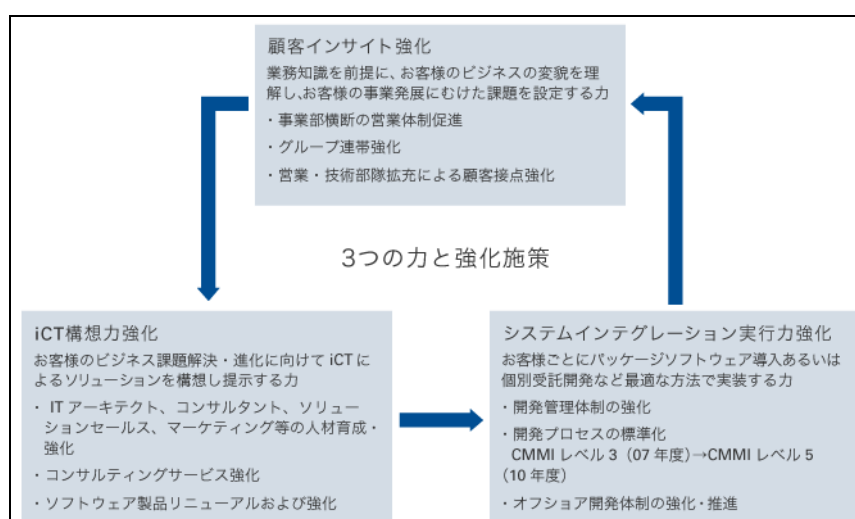 顧客インサイト強化
業務知識を前提に、お客様のビジネスの変貌を理
解し、お客様の事業発展にむけた課題を設定する力
・事業部横断の営業体制促進
・グループ連帯強化
・営業・技術部隊拡充による顧客接点強化
3つの力と強化施策
iCT構想力強化
お客様のビジネス課題解決・進化に向けて iCT に
よるソリューションを構想し提示する力
・ IT アーキテクト、コンサルタント、ソリュー
ションセールス、マーケティング等の人材育成・
強化
・コンサルティングサービス強化
・ソフトウェア製品リニューアルおよび強化
システムインテグレーション実行力強化
お客様ごとにパッケージソフトウェア導入あるいは
個別受託開発など最適な方法で実装する力
・開発管理体制の強化
・開発プロセスの標準化
CMMI レベル 3（07 年度）→CMMI レベル 5
（10 年度）
・オフショア開発体制の強化・推進